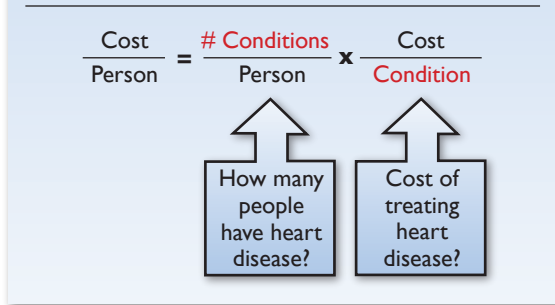 Cost # Conditions Cost
= x
Person Person Condition
How many
people
have heart
disease?
Cost of
treating
heart
disease?